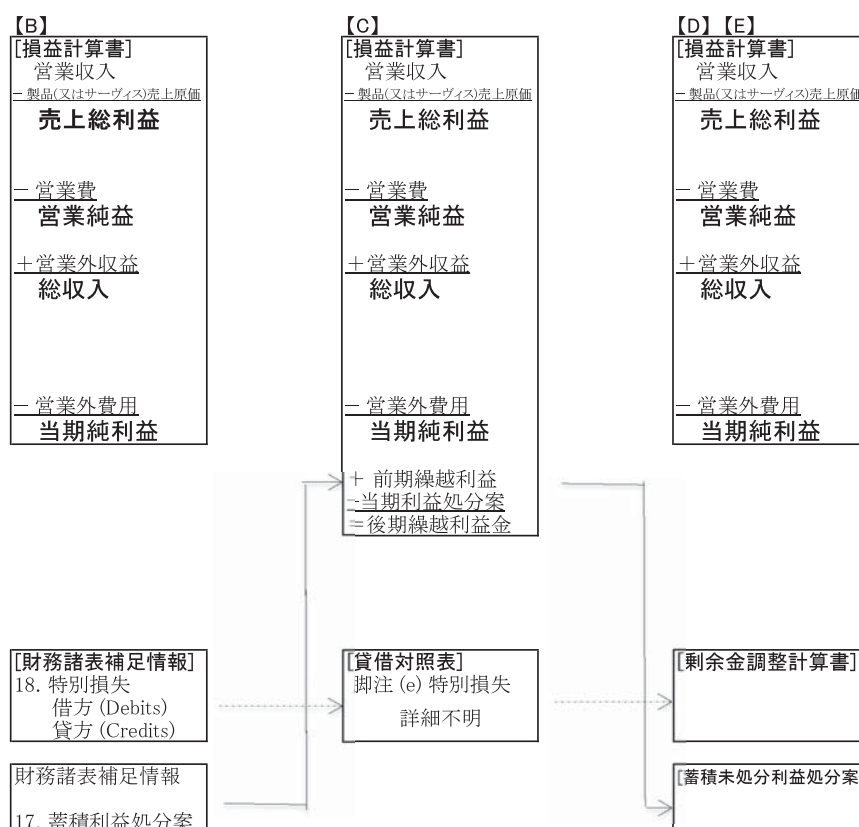 【B】
[損益計算書]
営業収入
－製品(又はサーヴィス)売上原価
売上総利益
－営業費
営業純益
＋営業外収益
総収入
－営業外費用
当期純利益
[財務諸表補足情報]
18. 特別損失
借方 (Debits)
貸方 (Credits)
財務諸表補足情報
17. 蓄積利益処分案
【C】
[損益計算書]
営業収入
－製品(又はサーヴィス)売上原価
売上総利益
－営業費
営業純益
＋営業外収益
総収入
－営業外費用
当期純利益
＋ 前期繰越利益
－当期利益処分案
＝後期繰越利益金
[貸借対照表]
脚注 (e) 特別損失
詳細不明
【D】【E】
[損益計算書]
営業収入
－製品(又はサーヴィス)売上原価
売上総利益
－営業費
営業純益
＋営業外収益
総収入
－営業外費用
当期純利益
[剰余金調整計算書]
[蓄積未処分利益処分案